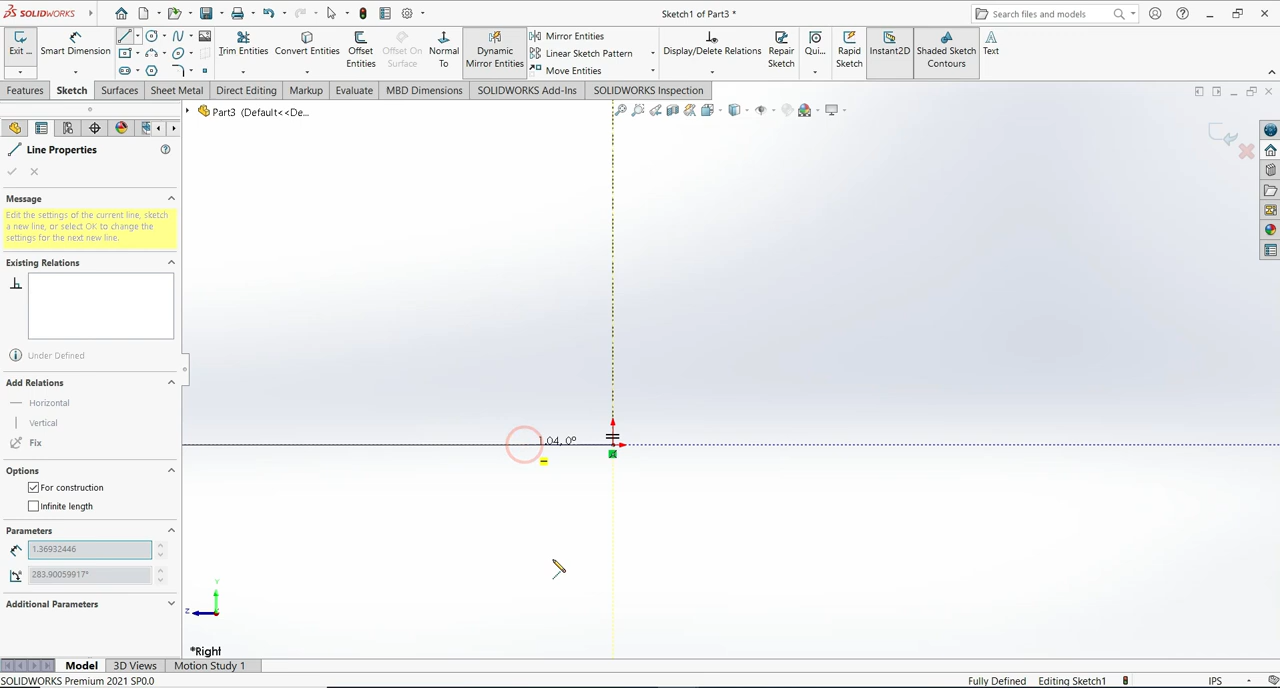 SOLIDWORKS
Sketch1 of Part3 *
Search files and models
Exit ...
Smart Dimension
Trim Entities
Convert Entities
Offset Entities
Offset On Surface
Normal To
Dynamic Mirror Entities
Mirror Entities
Linear Sketch Pattern
Move Entities
Display/Delete Relations
Repair Sketch
Qui...
Rapid Sketch
Instant2D
Shaded Sketch Contours
Text
Features
Sketch
Surfaces
Sheet Metal
Direct Editing
Markup
Evaluate
MBD Dimensions
SOLIDWORKS Add-Ins
SOLIDWORKS Inspection
Part3 (Default<<De...
Line Properties
Message
Edit the settings of the current line, sketch
a new line, or select OK to change the
settings for the next new line.
Existing Relations
Under Defined
Add Relations
Horizontal
Vertical
Fix
Options
For construction
Infinite length
Parameters
1.36932446
283.90059917°
Additional Parameters
1.04, 0°
Y
Z
*Right
Model
3D Views
Motion Study 1
SOLIDWORKS Premium 2021 SP0.0
Fully Defined
Editing Sketch1
IPS